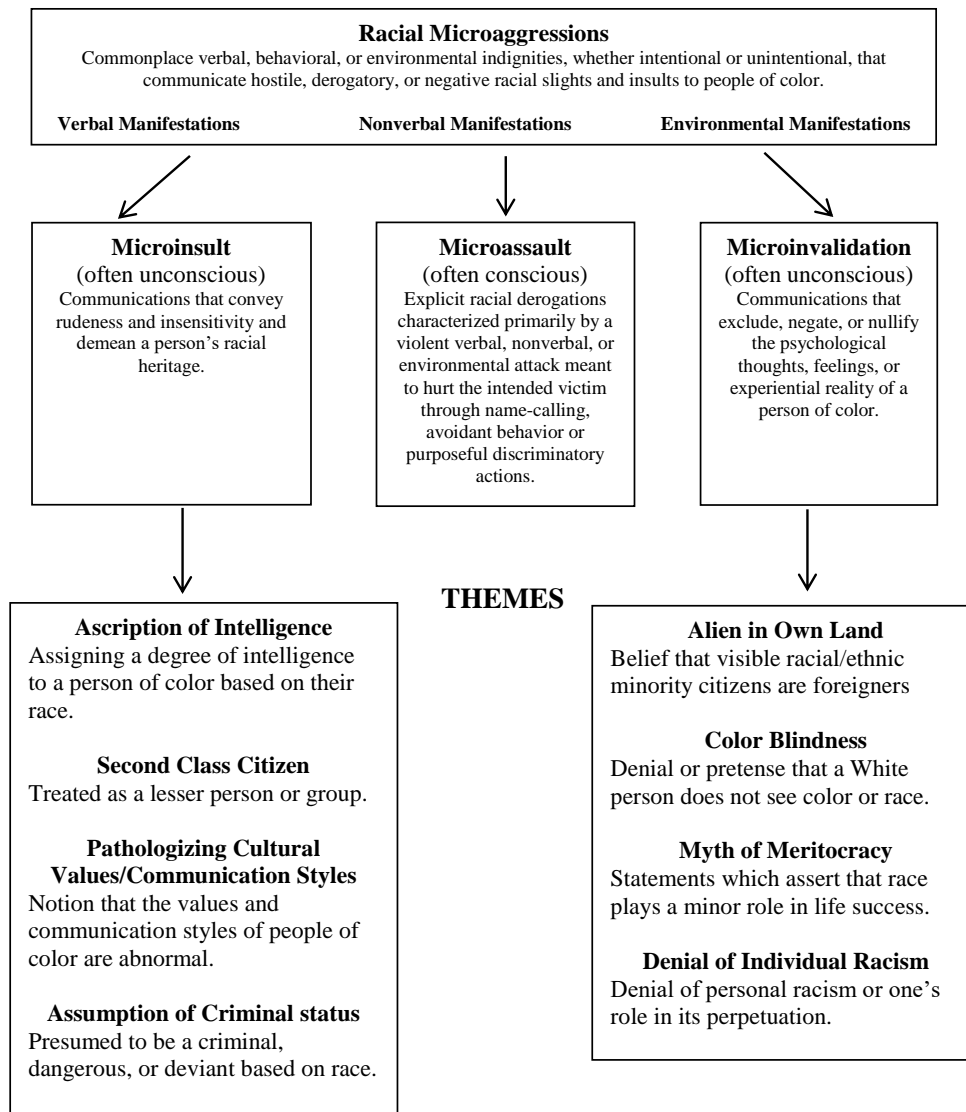 Racial Microaggressions
Commonplace verbal, behavioral, or environmental indignities, whether intentional or unintentional, that
communicate hostile, derogatory, or negative racial slights and insults to people of color.
Verbal Manifestations
Nonverbal Manifestations
Environmental Manifestations
Microinsult
(often unconscious)
Communications that convey
rudeness and insensitivity and
demean a person's racial
heritage.
Microassault
(often conscious)
Explicit racial derogations
characterized primarily by a
violent verbal, nonverbal, or
environmental attack meant
to hurt the intended victim
through name-calling,
avoidant behavior or
purposeful discriminatory
actions.
Microinvalidation
(often unconscious)
Communications that
exclude, negate, or nullify
the psychological
thoughts, feelings, or
experiential reality of a
person of color.
THEMES
Ascription of Intelligence
Assigning a degree of intelligence
to a person of color based on their
race.
Second Class Citizen
Treated as a lesser person or group.
Pathologizing Cultural
Values/Communication Styles
Notion that the values and
communication styles of people of
color are abnormal.
Assumption of Criminal status
Presumed to be a criminal,
dangerous, or deviant based on race.
Alien in Own Land
Belief that visible racial/ethnic
minority citizens are foreigners
Color Blindness
Denial or pretense that a White
person does not see color or race.
Myth of Meritocracy
Statements which assert that race
plays a minor role in life success.
Denial of Individual Racism
Denial of personal racism or one's
role in its perpetuation.